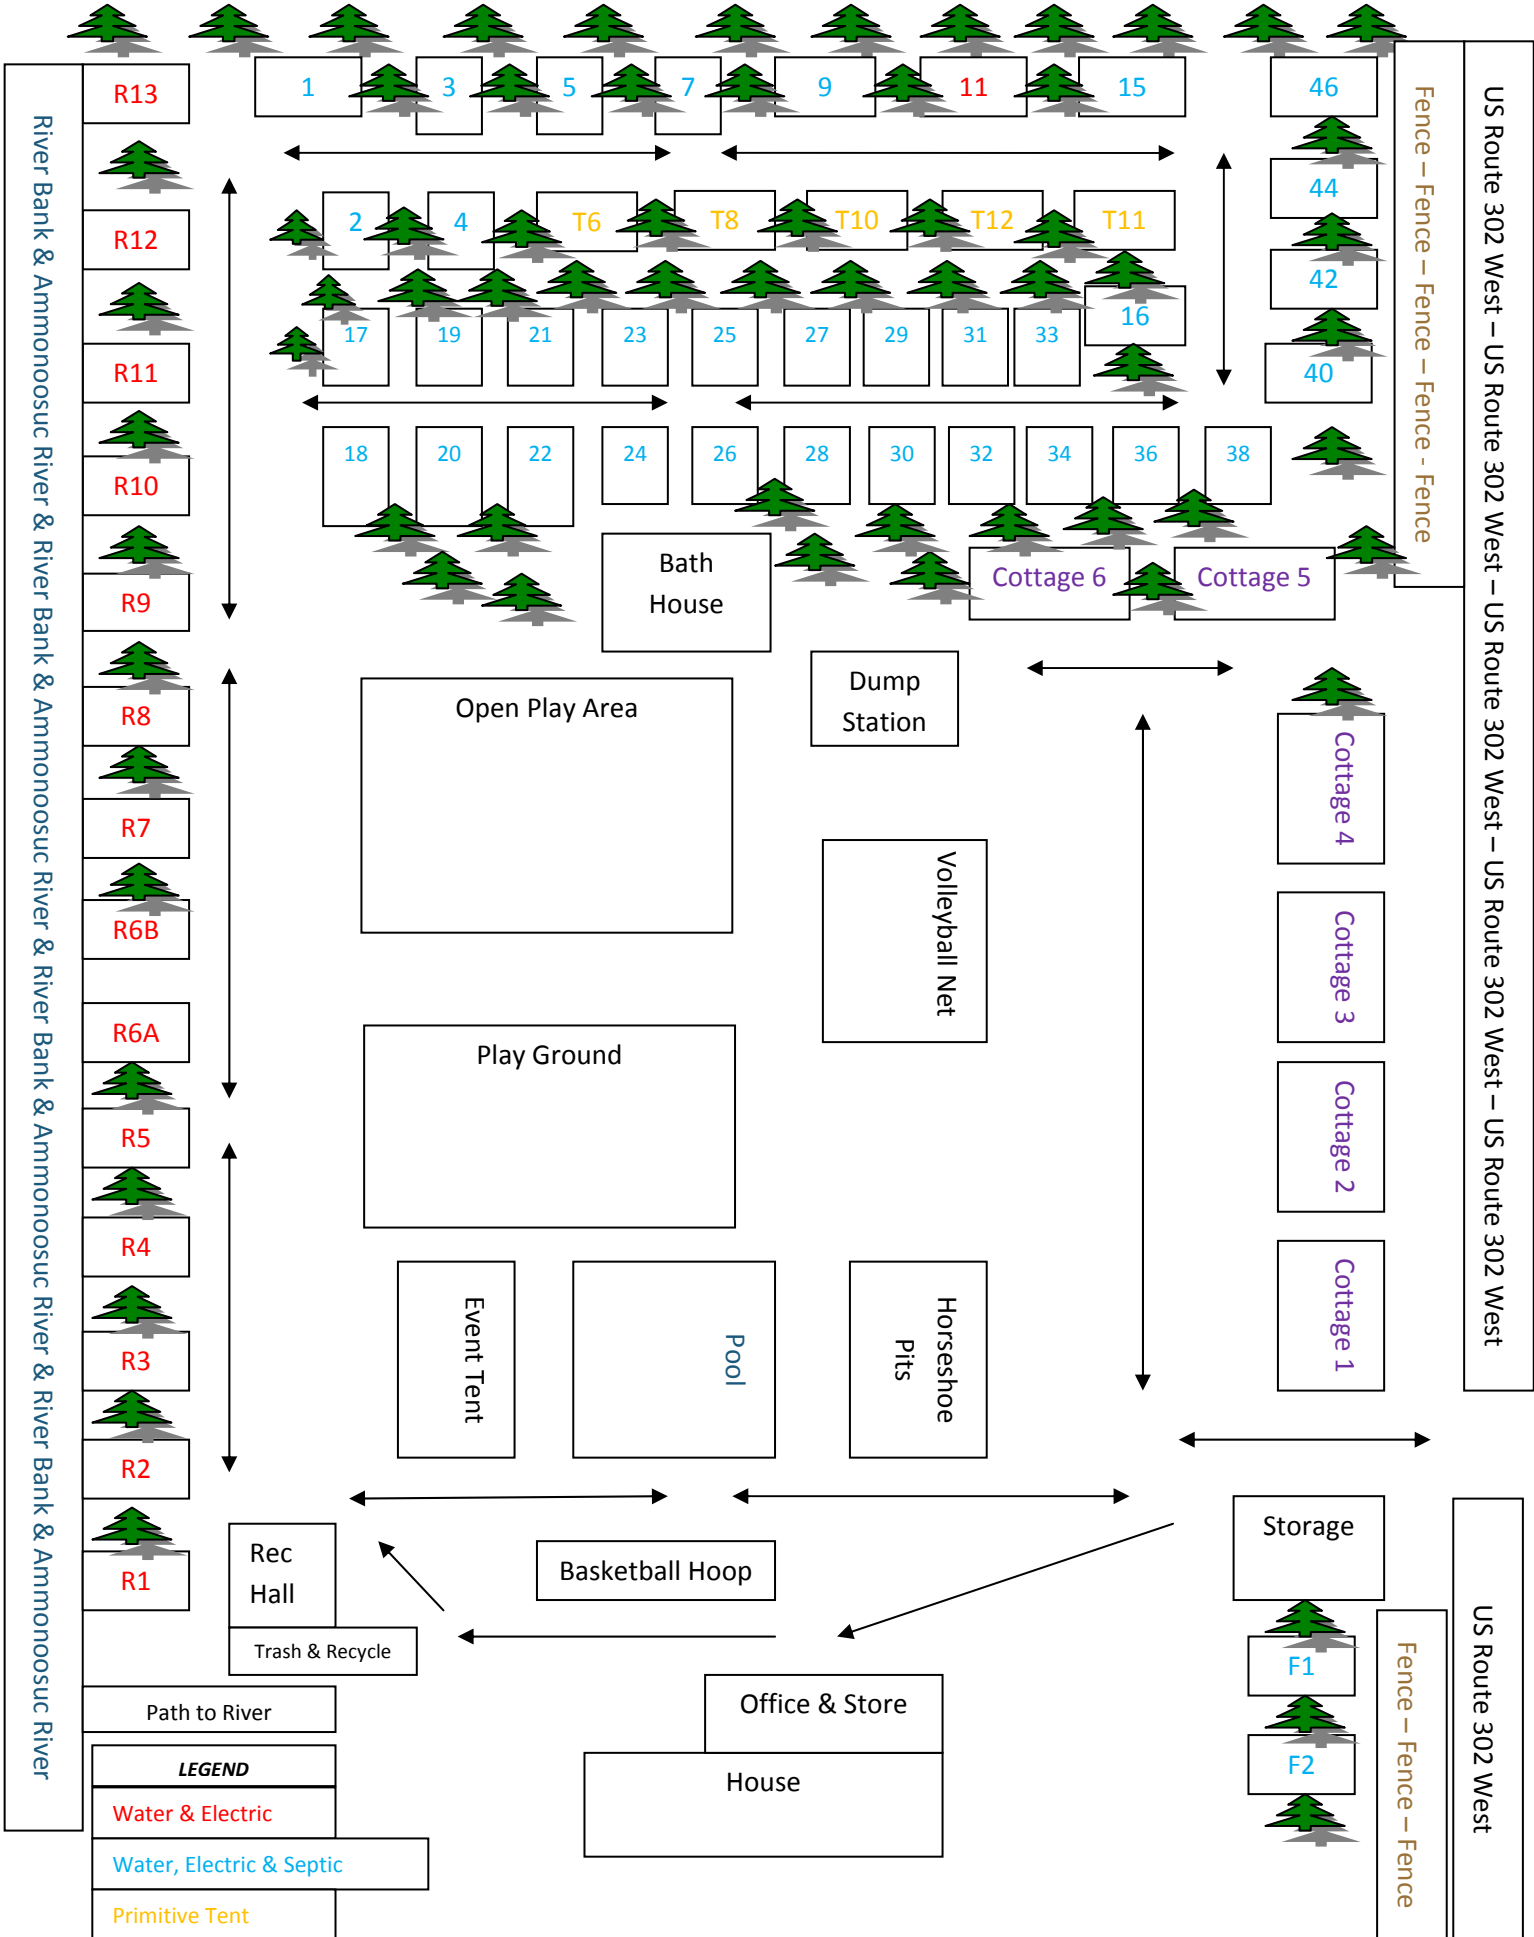 1
3
5
7
9
11
15
46
R13
2
4
T6
T8
T10
T12
T11
44
R12
42
17
19
21
23
25
27
29
31
33
16
R11
40
18
20
22
24
26
28
30
32
34
36
38
R10
Bath
House
Cottage 6
Cottage 5
R9
R8
Open Play Area
Dump
Station
Cottage 4
R7
Volleyball Net
R6B
Cottage 3
R6A
Play Ground
R5
Cottage 2
R4
Event Tent
Pool
Horseshoe
Pits
Cottage 1
R3
R2
R1
Rec
Hall
Basketball Hoop
Storage
Trash & Recycle
F1
Path to River
Office & Store
F2
House
LEGEND
Water & Electric
Water, Electric & Septic
Primitive Tent
River Bank & Ammonoosuc River & River Bank & Ammonoosuc River & River Bank & Ammonoosuc River & River Bank & Ammonoosuc River & River Bank & Ammonoosuc River
Fence – Fence – Fence – Fence - Fence
US Route 302 West – US Route 302 West – US Route 302 West – US Route 302 West – US Route 302 West
Fence – Fence – Fence
US Route 302 West